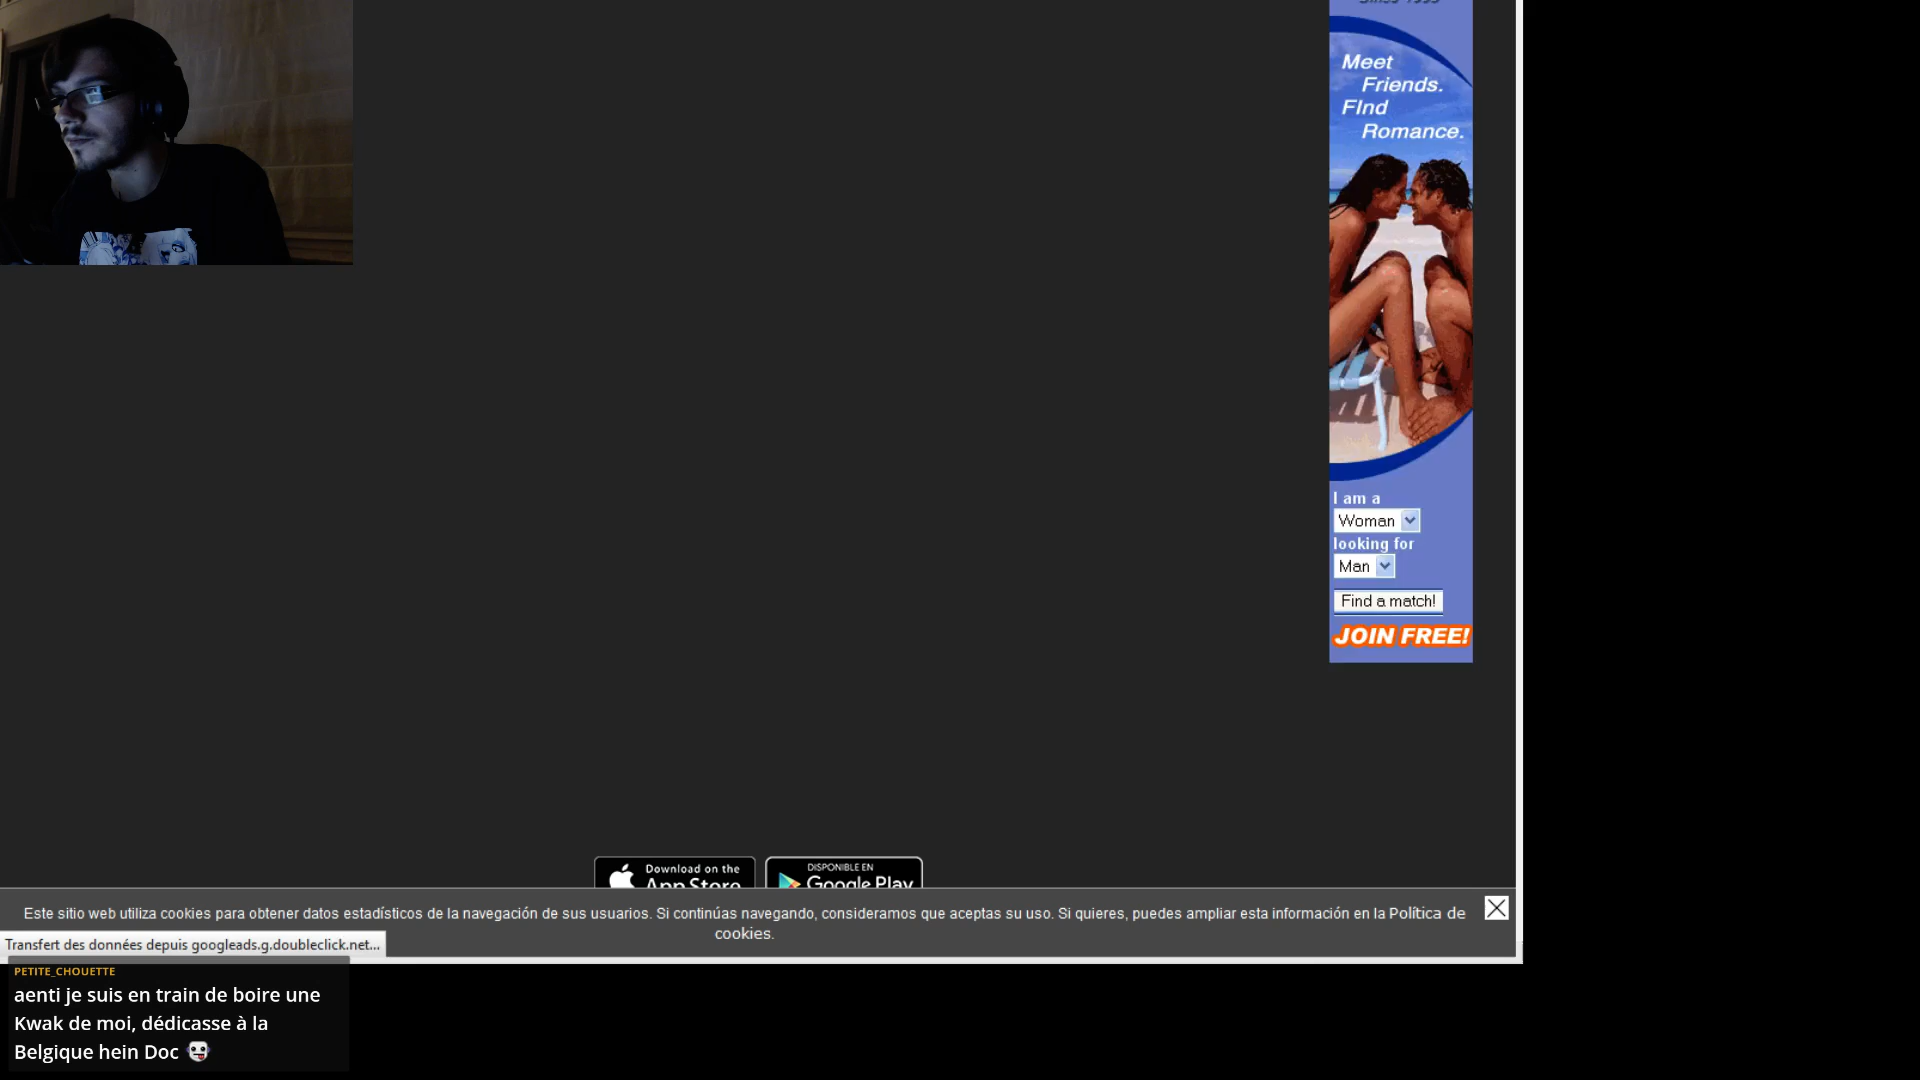 Meet
Friends.
FInd
Romance.
I am a
Woman
looking for
Man
Find a match!
JOIN FREE!
Download on the
App Store
DISPONIBLE EN
Google Play
Este sitio web utiliza cookies para obtener datos estadísticos de la navegación de sus usuarios. Si continúas navegando, consideramos que aceptas su uso. Si quieres, puedes ampliar esta información en la Política de
cookies.
Transfert des données depuis googleads.g.doubleclick.net...
PETITE_CHOUETTE
aenti je suis en train de boire une
Kwak de moi, dédicasse à la
Belgique hein Doc